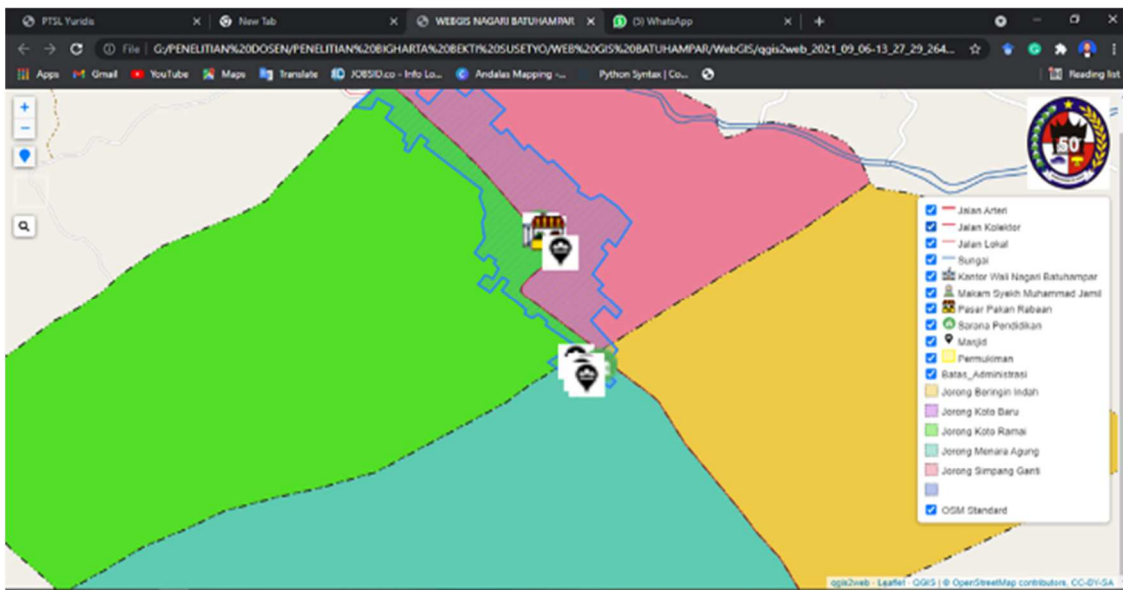 PTSL Yuridis
New Tab
WEBGIS NAGARI BATUHAMPAR
(5) WhatsApp
File | G:/PENELITIAN%20DOSEN/PENELITIAN%20BIGHARTA%20BEKTI%20SUSETYO/WEB%20GIS%20BATUHAMPAR/WebGIS/qgis2web_2021_09_06-13_27_29_264...
Apps Gmail YouTube Maps Translate JOBSID.co - Info Lo... Andalas Mapping -... Python Syntax | Co... Reading list
+
−
50
Jalan Arteri
Jalan Kolektor
Jalan Lokal
Sungai
Kantor Wali Nagari Batuhampar
Makam Syekh Muhammad Jamil
Pasar Pakan Rabaan
Sarana Pendidikan
Masjid
Permukiman
Batas_Administrasi
Jorong Beringin Indah
Jorong Koto Baru
Jorong Koto Ramai
Jorong Menara Agung
Jorong Simpang Ganti
OSM Standard
qgis2web · Leaflet · QGIS | © OpenStreetMap contributors, CC-BY-SA